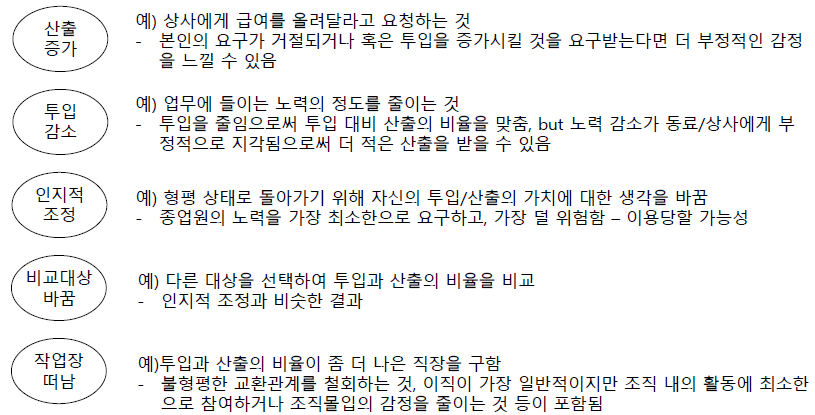 산출
증가
예) 상사에게 급여를 올려달라고 요청하는 것
- 본인의 요구가 거절되거나 혹은 투입을 증가시킬 것을 요구받는다면 더 부정적인 감정
을 느낄 수 있음
투입
감소
예) 업무에 들이는 노력의 정도를 줄이는 것
- 투입을 줄임으로써 투입 대비 산출의 비율을 맞춤, but 노력 감소가 동료/상사에게 부
정적으로 지각됨으로써 더 적은 산출을 받을 수 있음
인지적
조정
예) 형평 상태로 돌아가기 위해 자신의 투입/산출의 가치에 대한 생각을 바꿈
- 종업원의 노력을 가장 최소한으로 요구하고, 가장 덜 위험함 – 이용당할 가능성
비교대상
바꿈
예) 다른 대상을 선택하여 투입과 산출의 비율을 비교
- 인지적 조정과 비슷한 결과
작업장
떠남
예)투입과 산출의 비율이 좀 더 나은 직장을 구함
- 불형평한 교환관계를 철회하는 것, 이직이 가장 일반적이지만 조직 내의 활동에 최소한
으로 참여하거나 조직몰입의 감정을 줄이는 것 등이 포함됨